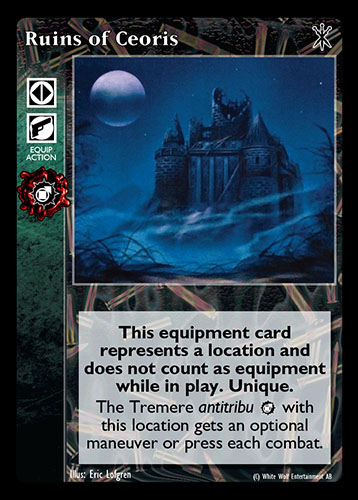 Ruins of Ceoris
EQUIP
ACTION
This equipment card
represents a location and
does not count as equipment
while in play. Unique.
The Tremere antitribu with
this location gets an optional
maneuver or press each combat.
Illus: Eric Lofgren
(C) White Wolf Entertainment AB